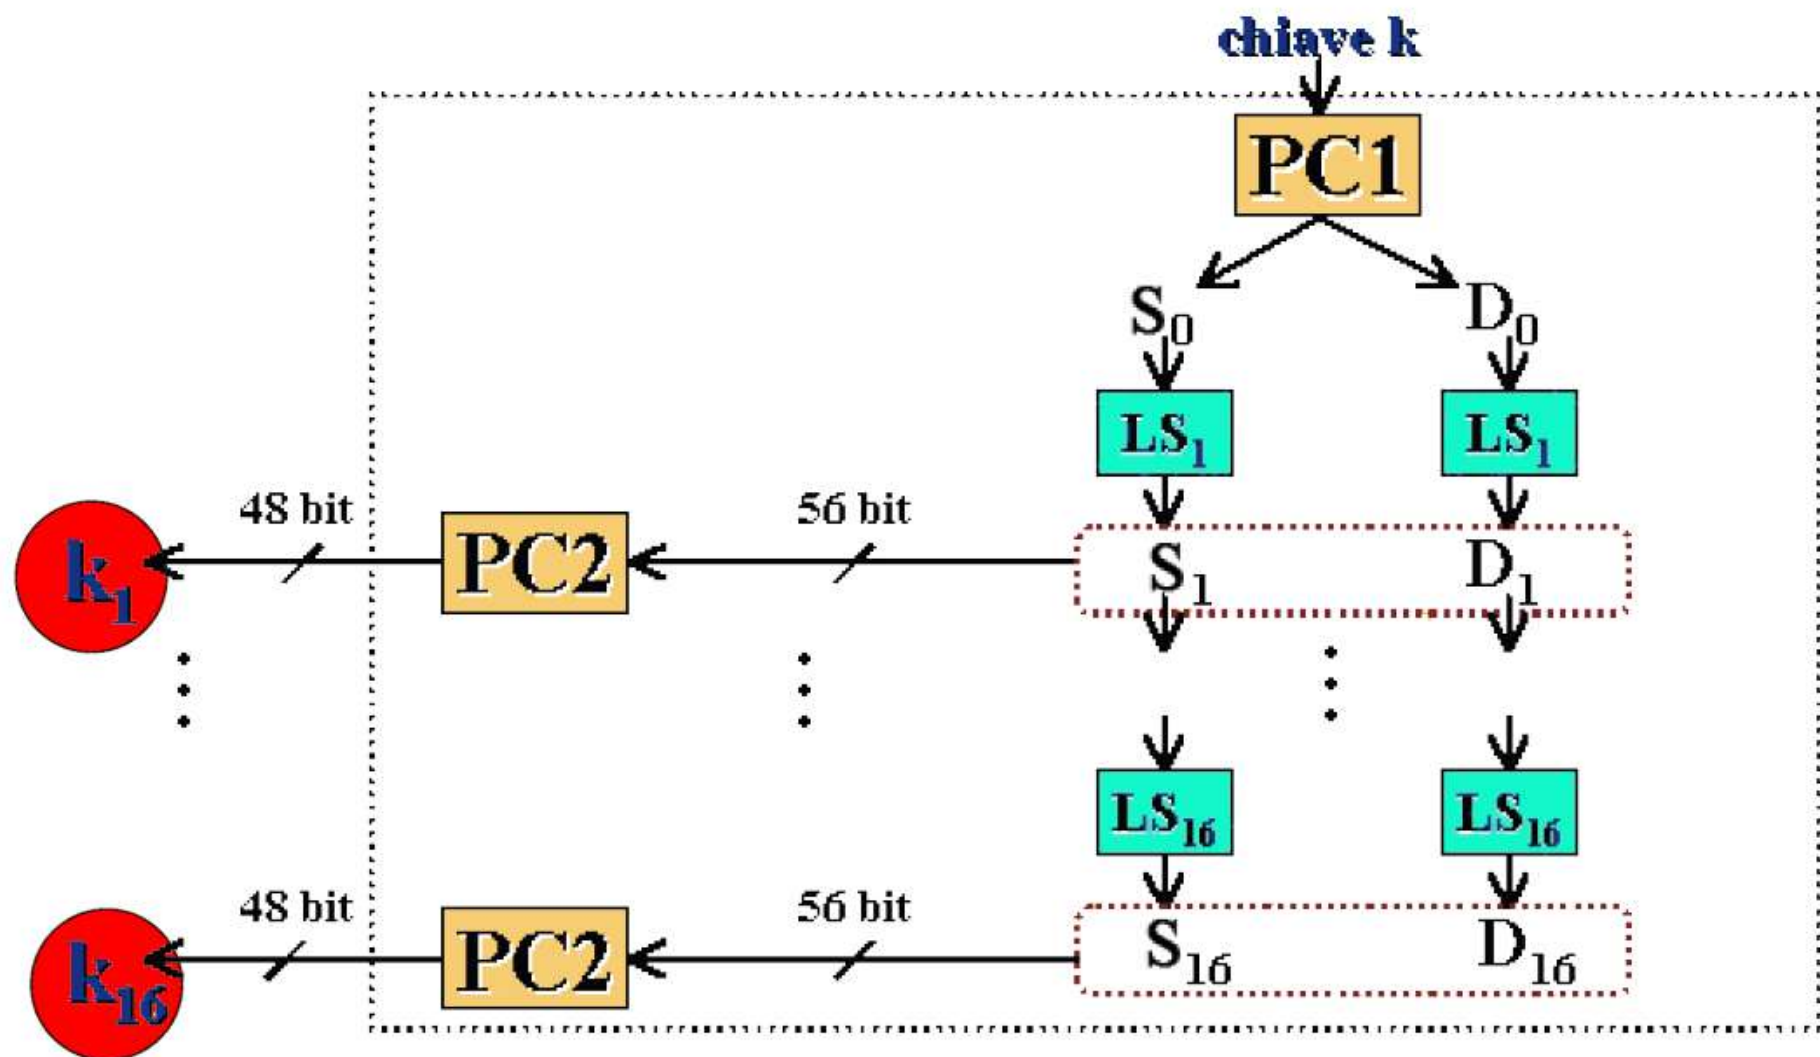 chiave k
PC1
S0 D0
LS1 LS1
48 bit 56 bit
k1 PC2 S1 D1
LS16 LS16
48 bit 56 bit
k16 PC2 S16 D16